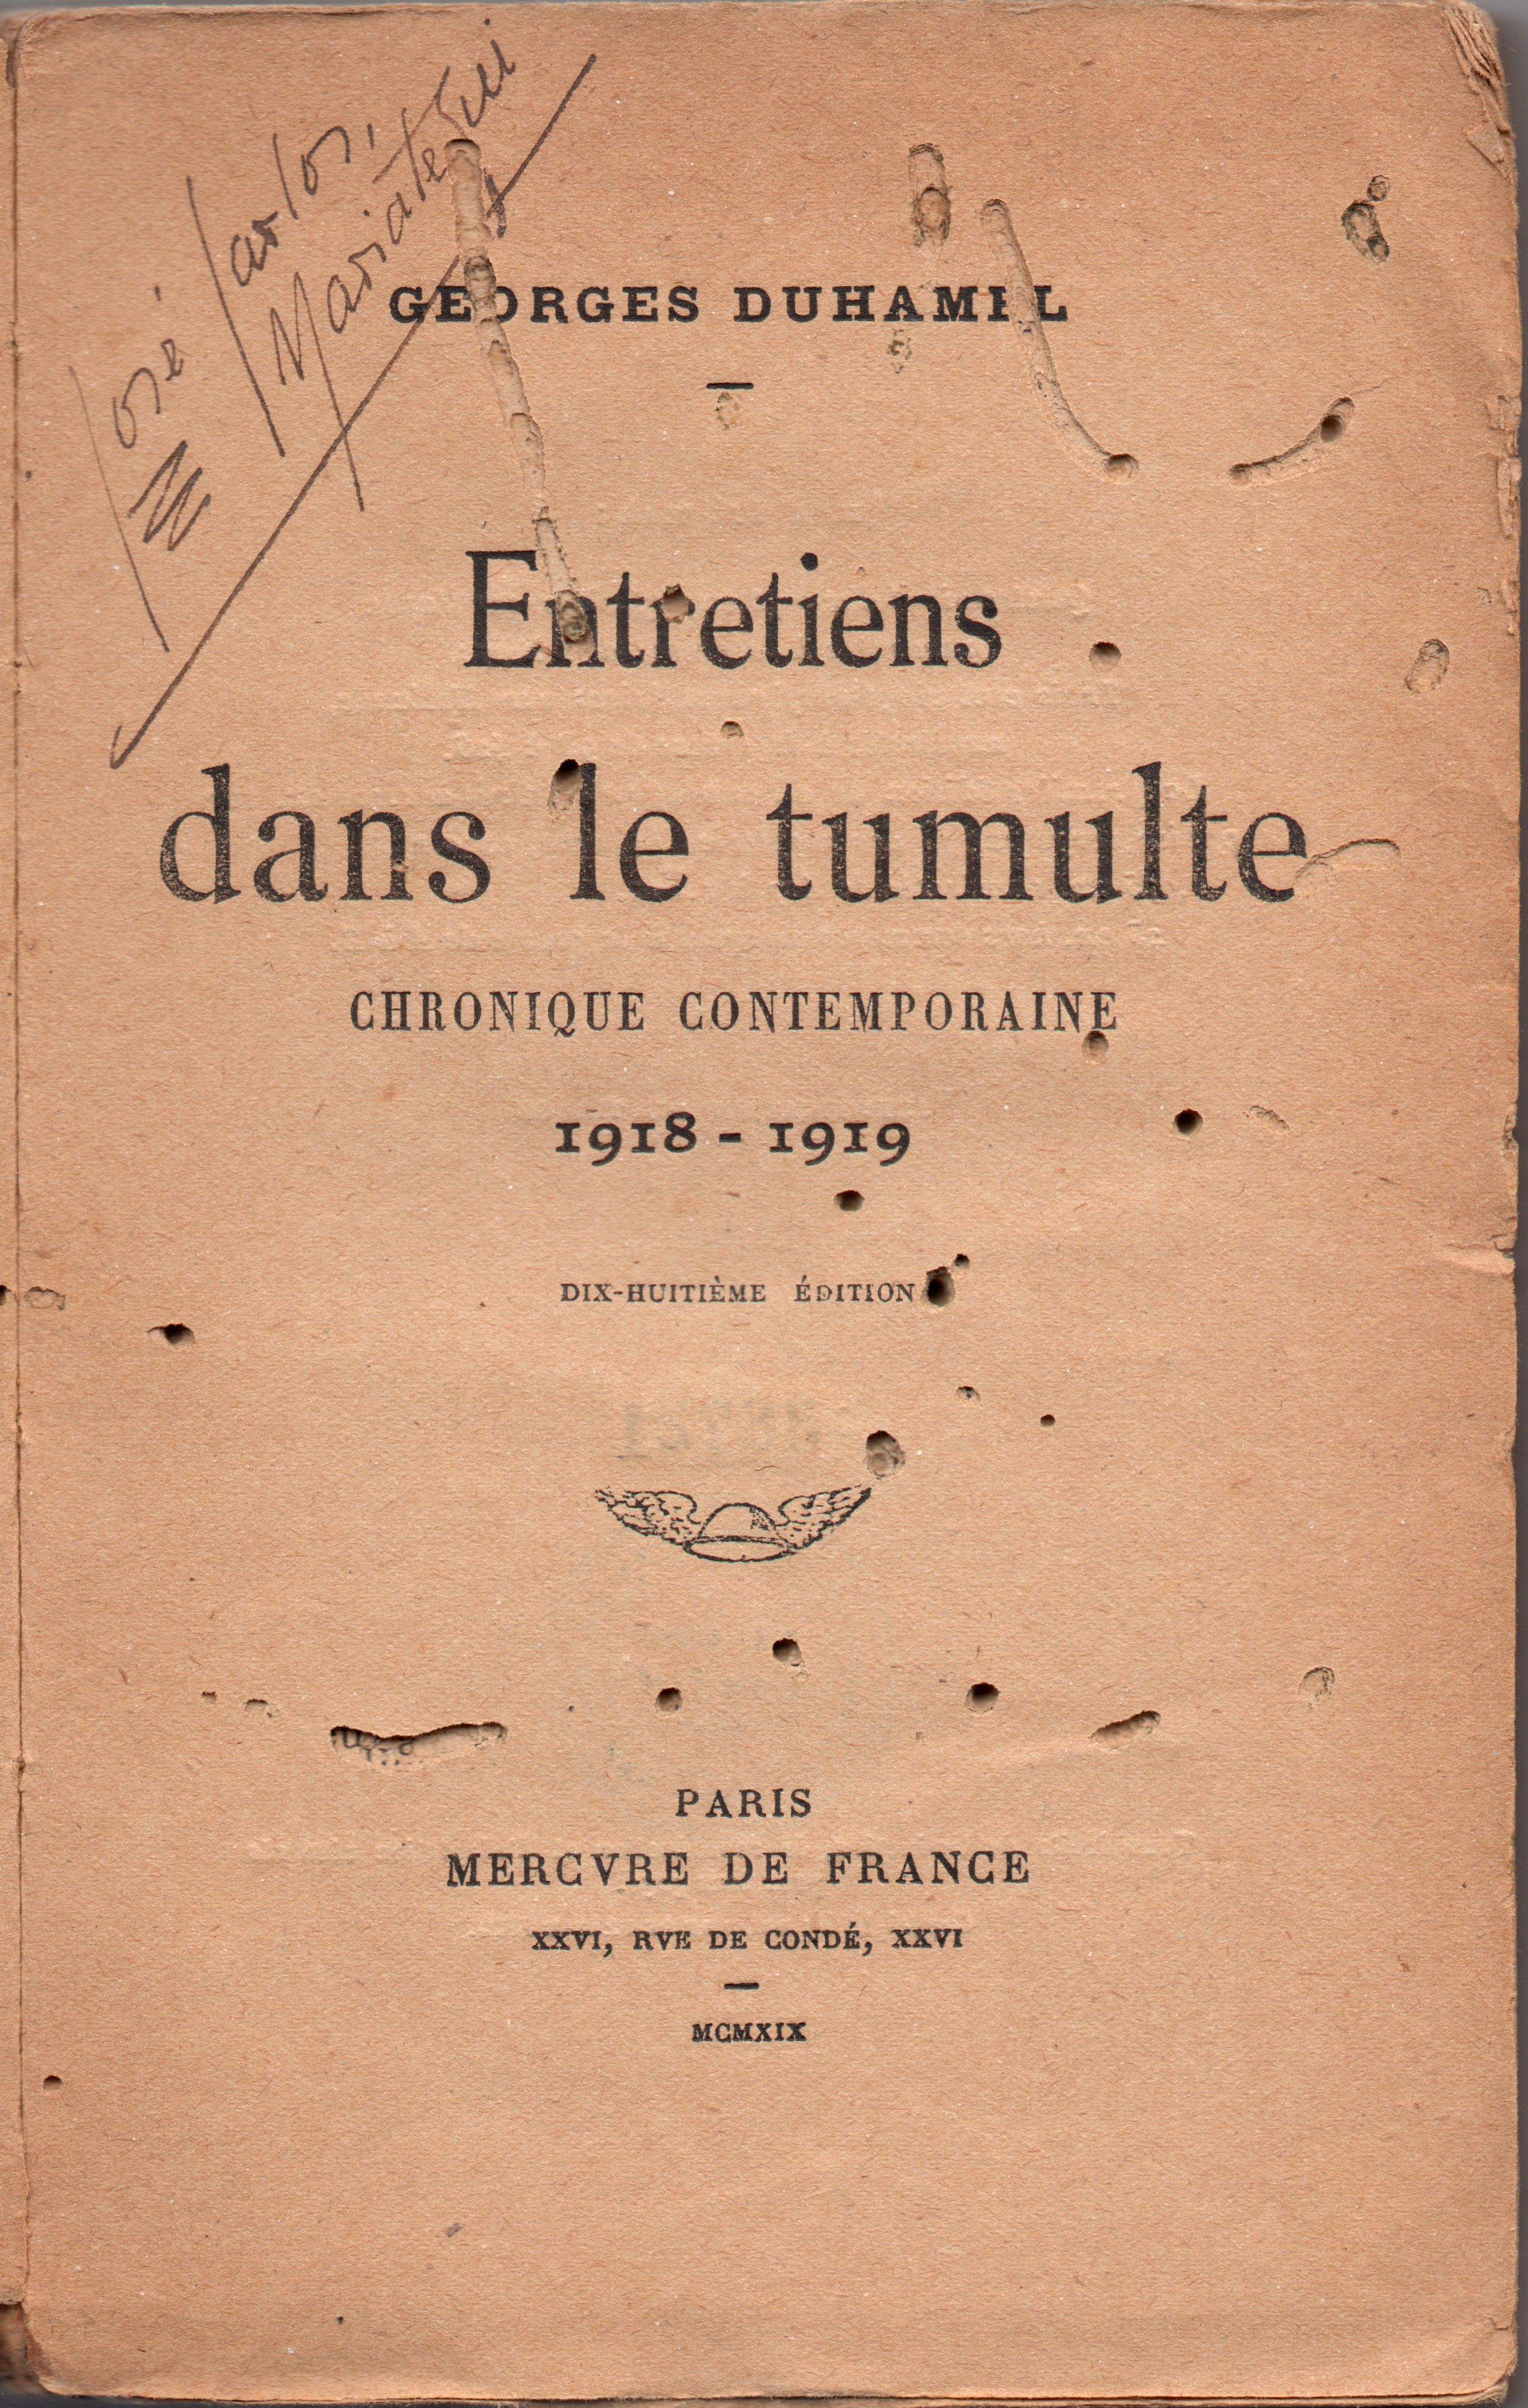 José Carlos
Mariátegui
GEORGES DUHAMEL
Entretiens
dans le tumulte
CHRONIQUE CONTEMPORAINE
1918 - 1919
DIX-HUITIÈME ÉDITION
PARIS
MERCVRE DE FRANCE
XXVI, RVE DE CONDÉ, XXVI
MCMXIX